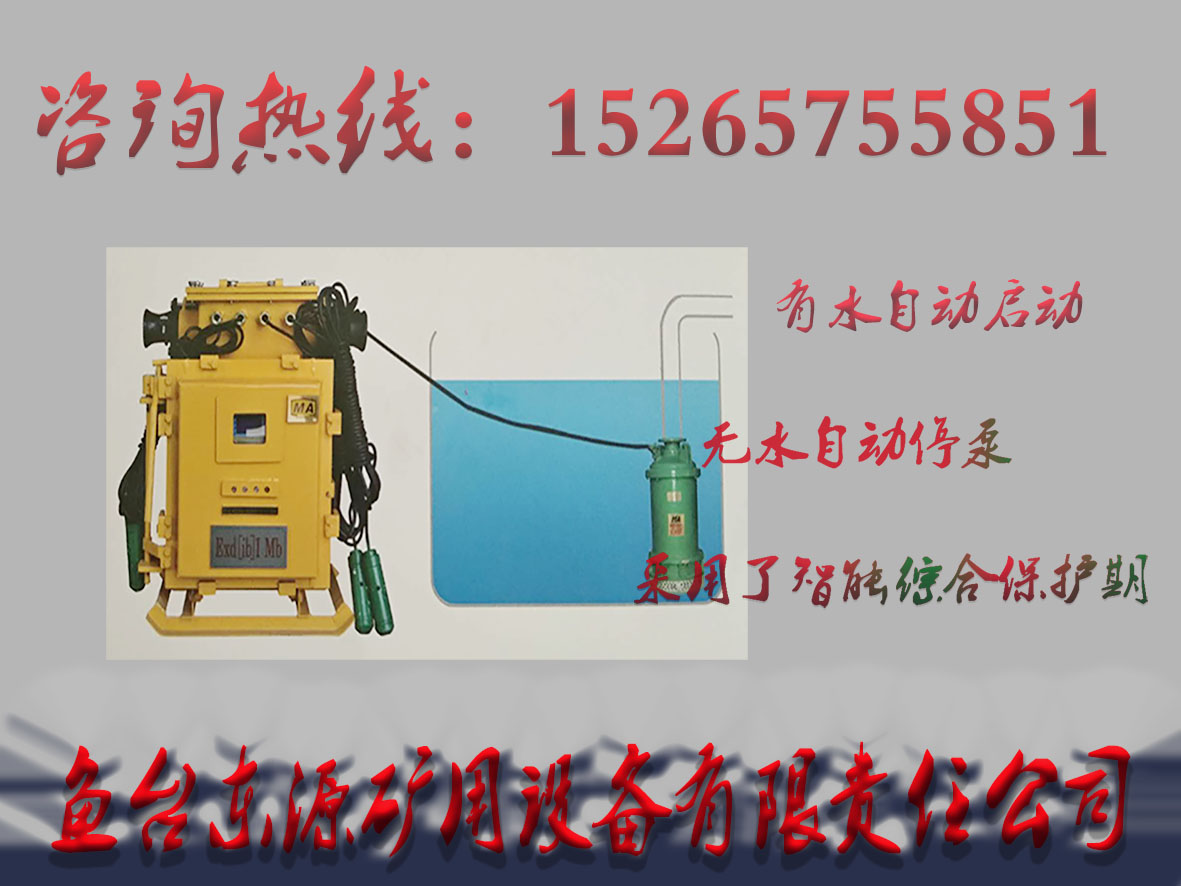 咨询热线：15265755851
有水自动启动
MA
无水自动停泵
Exd[ib]I Mb
采用了智能综合保护期
鱼台东源矿用设备有限责任公司